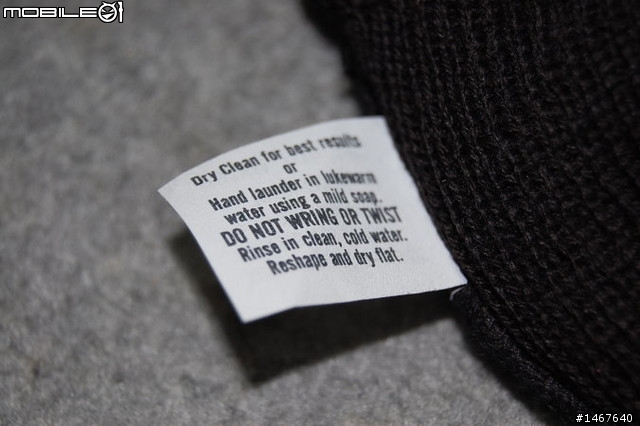 MOBILE01
Dry Clean for best results
or
Hand launder in lukewarm
water using a mild soap.
DO NOT WRING OR TWIST
Rinse in clean, cold water.
Reshape and dry flat.
#1467640